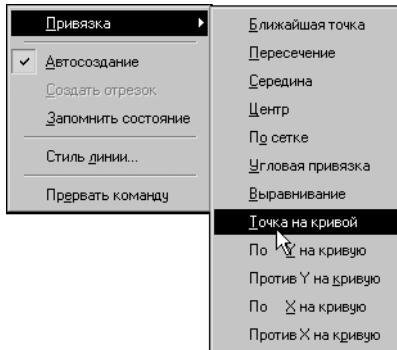 Привязка
Автосоздание
Создать отрезок
Запомнить состояние
Стиль линии...
Прервать команду
Ближайшая точка
Пересечение
Середина
Центр
По сетке
Угловая привязка
Выравнивание
Точка на кривой
По Y на кривую
Против Y на кривую
По X на кривую
Против X на кривую